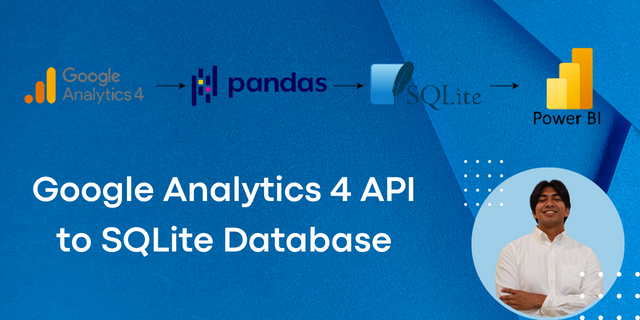 Google
Analytics 4
pandas
SQLite
Power BI
Google Analytics 4 API
to SQLite Database